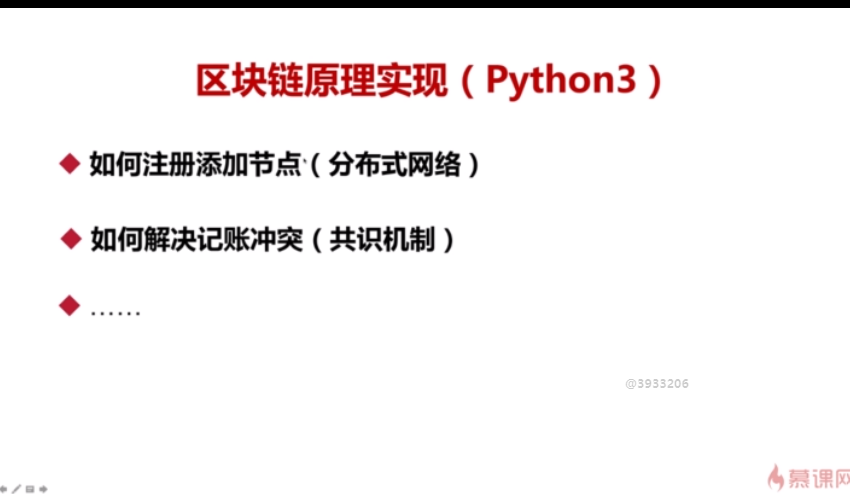 区块链原理实现（Python3）
如何注册添加节点（分布式网络）
如何解决记账冲突（共识机制）
……
@3933206
慕课网